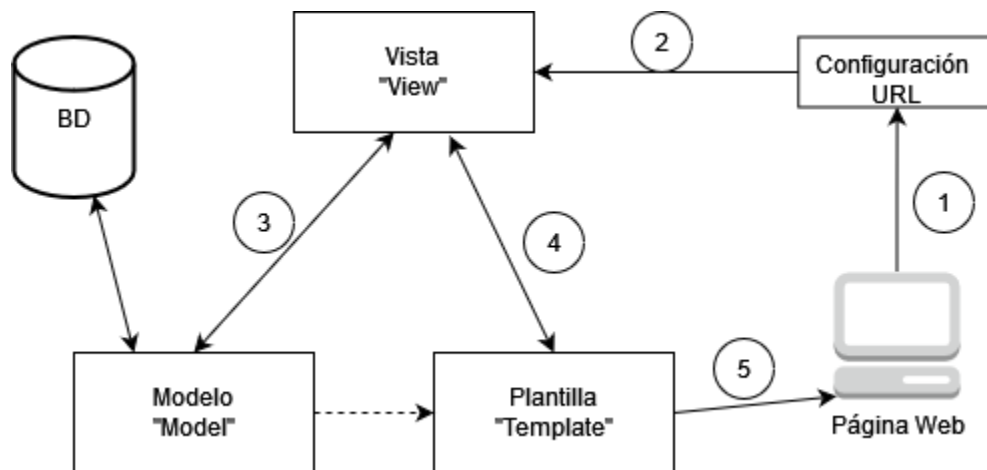 Vista
"View"
2
Configuración
URL
BD
3
4
1
Modelo
"Model"
Plantilla
"Template"
5
Página Web